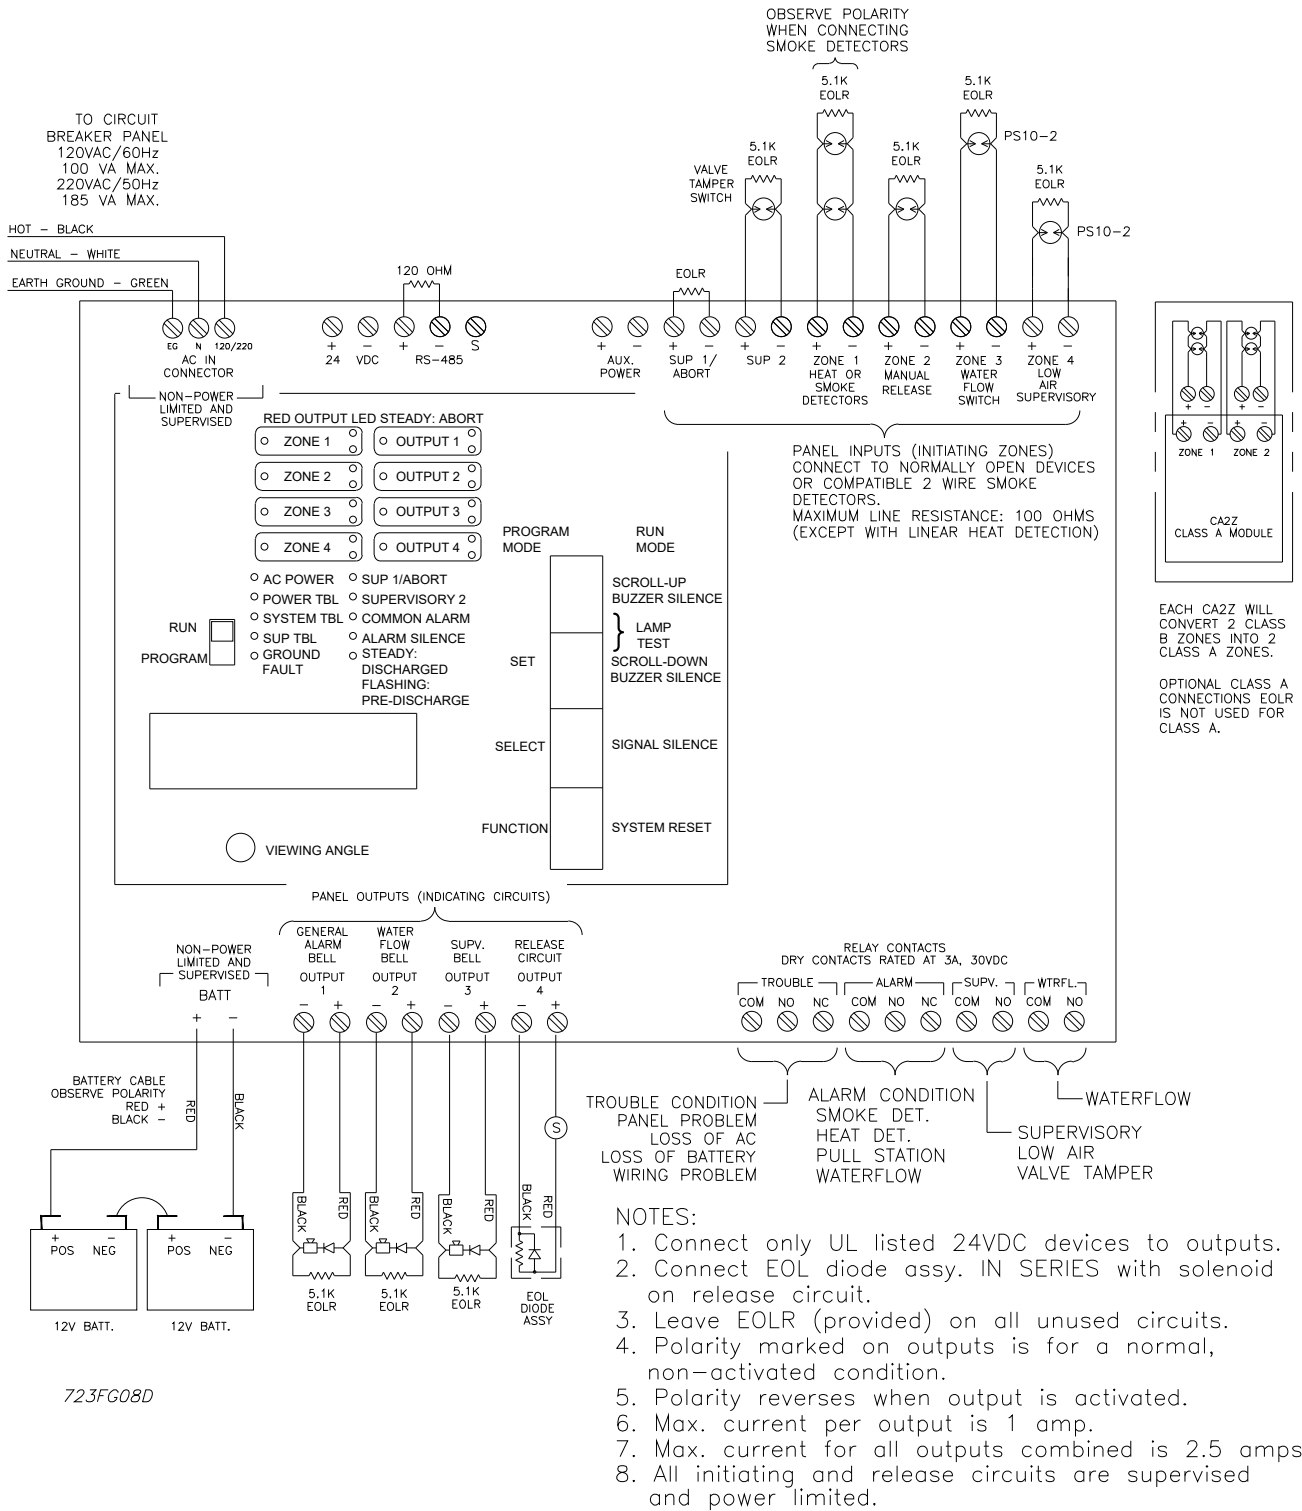 OBSERVE POLARITY
WHEN CONNECTING
SMOKE DETECTORS
5.1K
EOLR
5.1K
EOLR
PS10-2
5.1K
EOLR
5.1K
EOLR
VALVE
TAMPER
SWITCH
5.1K
EOLR
PS10-2
TO CIRCUIT
BREAKER PANEL
120VAC/60Hz
100 VA MAX.
220VAC/50Hz
185 VA MAX.
HOT - BLACK
NEUTRAL - WHITE
EARTH GROUND - GREEN
120 OHM
EOLR
EG N 120/220
AC IN
CONNECTOR
NON-POWER
LIMITED AND
SUPERVISED
+
24 VDC
+ -
RS-485
S
+ -
AUX.
POWER
+ -
SUP 1/
ABORT
+ -
SUP 2
+ -
ZONE 1
HEAT OR
SMOKE
DETECTORS
+ -
ZONE 2
MANUAL
RELEASE
+ -
ZONE 3
WATER
FLOW
SWITCH
+ -
ZONE 4
LOW
AIR
SUPERVISORY
PANEL INPUTS (INITIATING ZONES)
CONNECT TO NORMALLY OPEN DEVICES
OR COMPATIBLE 2 WIRE SMOKE
DETECTORS.
MAXIMUM LINE RESISTANCE: 100 OHMS
(EXCEPT WITH LINEAR HEAT DETECTION)
+ - + -
+ - + -
ZONE 1 ZONE 2
CA2Z
CLASS A MODULE
EACH CA2Z WILL
CONVERT 2 CLASS
B ZONES INTO 2
CLASS A ZONES.
OPTIONAL CLASS A
CONNECTIONS EOLR
IS NOT USED FOR
CLASS A.
RED OUTPUT LED STEADY: ABORT
ZONE 1 OUTPUT 1
ZONE 2 OUTPUT 2
ZONE 3 OUTPUT 3
ZONE 4 OUTPUT 4
AC POWER SUP 1/ABORT
POWER TBL SUPERVISORY 2
SYSTEM TBL COMMON ALARM
SUP TBL ALARM SILENCE
GROUND
FAULT
STEADY:
DISCHARGED
FLASHING:
PRE-DISCHARGE
RUN
PROGRAM
PROGRAM
MODE
RUN
MODE
SCROLL-UP
BUZZER SILENCE
LAMP
TEST
SET
SCROLL-DOWN
BUZZER SILENCE
SELECT SIGNAL SILENCE
FUNCTION SYSTEM RESET
VIEWING ANGLE
PANEL OUTPUTS (INDICATING CIRCUITS)
GENERAL
ALARM
BELL
OUTPUT
1
- +
WATER
FLOW
BELL
OUTPUT
2
- +
SUPV.
BELL
OUTPUT
3
- +
RELEASE
CIRCUIT
OUTPUT
4
- +
NON-POWER
LIMITED AND
SUPERVISED
BATT
+ -
RELAY CONTACTS
DRY CONTACTS RATED AT 3A, 30VDC
TROUBLE ALARM SUPV. WTRFL.
COM NO NC COM NO NC COM NO COM NO
BATTERY CABLE
OBSERVE POLARITY
RED +
BLACK -
RED
BLACK
TROUBLE CONDITION
PANEL PROBLEM
LOSS OF AC
LOSS OF BATTERY
WIRING PROBLEM
ALARM CONDITION
SMOKE DET.
HEAT DET.
PULL STATION
WATERFLOW
SUPERVISORY
LOW AIR
VALVE TAMPER
WATERFLOW
S
BLACK RED
BLACK RED
BLACK RED
BLACK RED
5.1K
EOLR
5.1K
EOLR
5.1K
EOLR
EOL
DIODE
ASSY
+ -
POS NEG
+ -
POS NEG
12V BATT. 12V BATT.
723FG08D
NOTES:
1. Connect only UL listed 24VDC devices to outputs.
2. Connect EOL diode assy. IN SERIES with solenoid
on release circuit.
3. Leave EOLR (provided) on all unused circuits.
4. Polarity marked on outputs is for a normal,
non-activated condition.
5. Polarity reverses when output is activated.
6. Max. current per output is 1 amp.
7. Max. current for all outputs combined is 2.5 amps
8. All initiating and release circuits are supervised
and power limited.